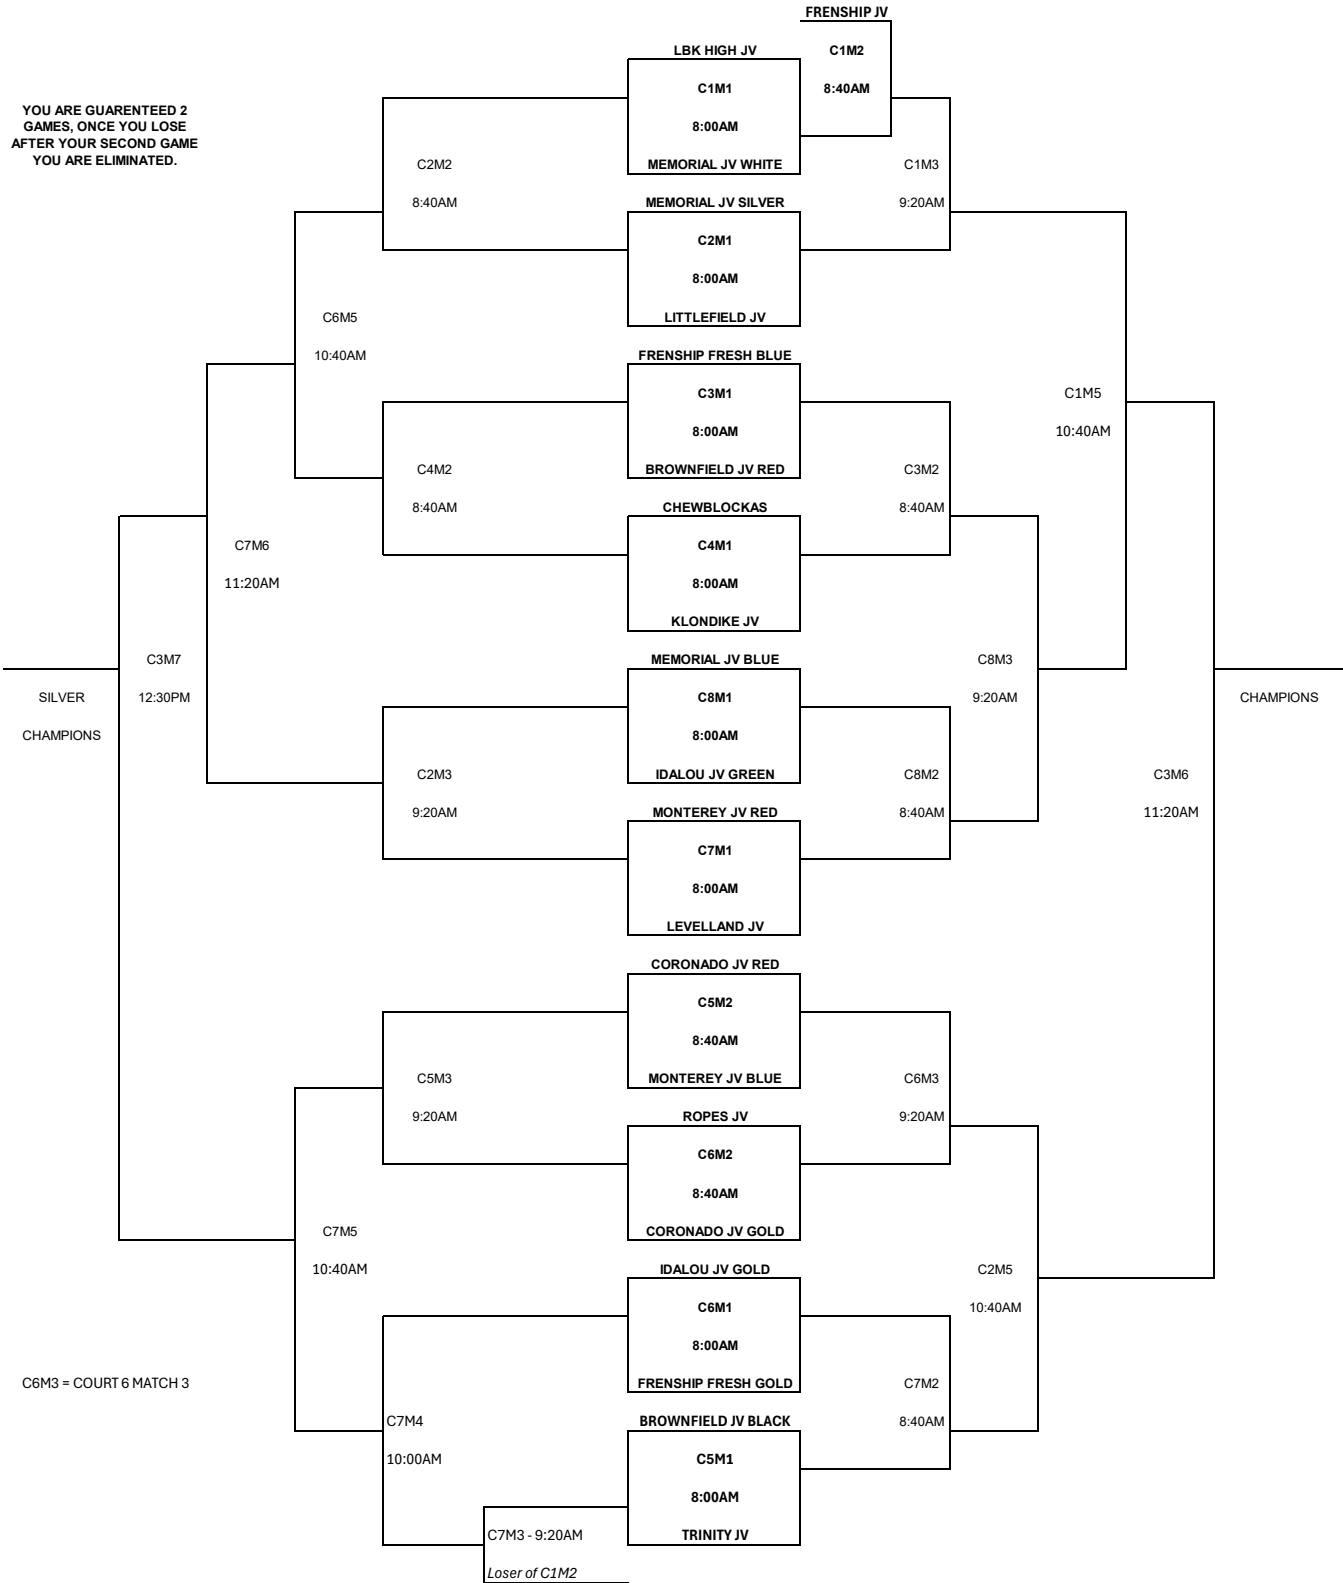 FRENSHIP JV
LBK HIGH JV
C1M2
C1M1
8:40AM
YOU ARE GUARENTEED 2
GAMES, ONCE YOU LOSE
AFTER YOUR SECOND GAME
YOU ARE ELIMINATED.
8:00AM
C2M2
MEMORIAL JV WHITE
C1M3
8:40AM
MEMORIAL JV SILVER
9:20AM
C2M1
8:00AM
C6M5
LITTLEFIELD JV
10:40AM
FRENSHIP FRESH BLUE
C3M1
C1M5
8:00AM
10:40AM
C4M2
BROWNFIELD JV RED
C3M2
8:40AM
CHEWBLOCKAS
8:40AM
C7M6
C4M1
11:20AM
8:00AM
KLONDIKE JV
C3M7
MEMORIAL JV BLUE
C8M3
SILVER
12:30PM
C8M1
9:20AM
CHAMPIONS
CHAMPIONS
8:00AM
C2M3
IDALOU JV GREEN
C8M2
C3M6
9:20AM
MONTEREY JV RED
8:40AM
11:20AM
C7M1
8:00AM
LEVELLAND JV
CORONADO JV RED
C5M2
8:40AM
C5M3
MONTEREY JV BLUE
C6M3
9:20AM
ROPES JV
9:20AM
C6M2
8:40AM
C7M5
CORONADO JV GOLD
10:40AM
IDALOU JV GOLD
C2M5
C6M1
10:40AM
8:00AM
C6M3 = COURT 6 MATCH 3
FRENSHIP FRESH GOLD
C7M2
C7M4
BROWNFIELD JV BLACK
8:40AM
10:00AM
C5M1
8:00AM
C7M3 - 9:20AM
TRINITY JV
Loser of C1M2